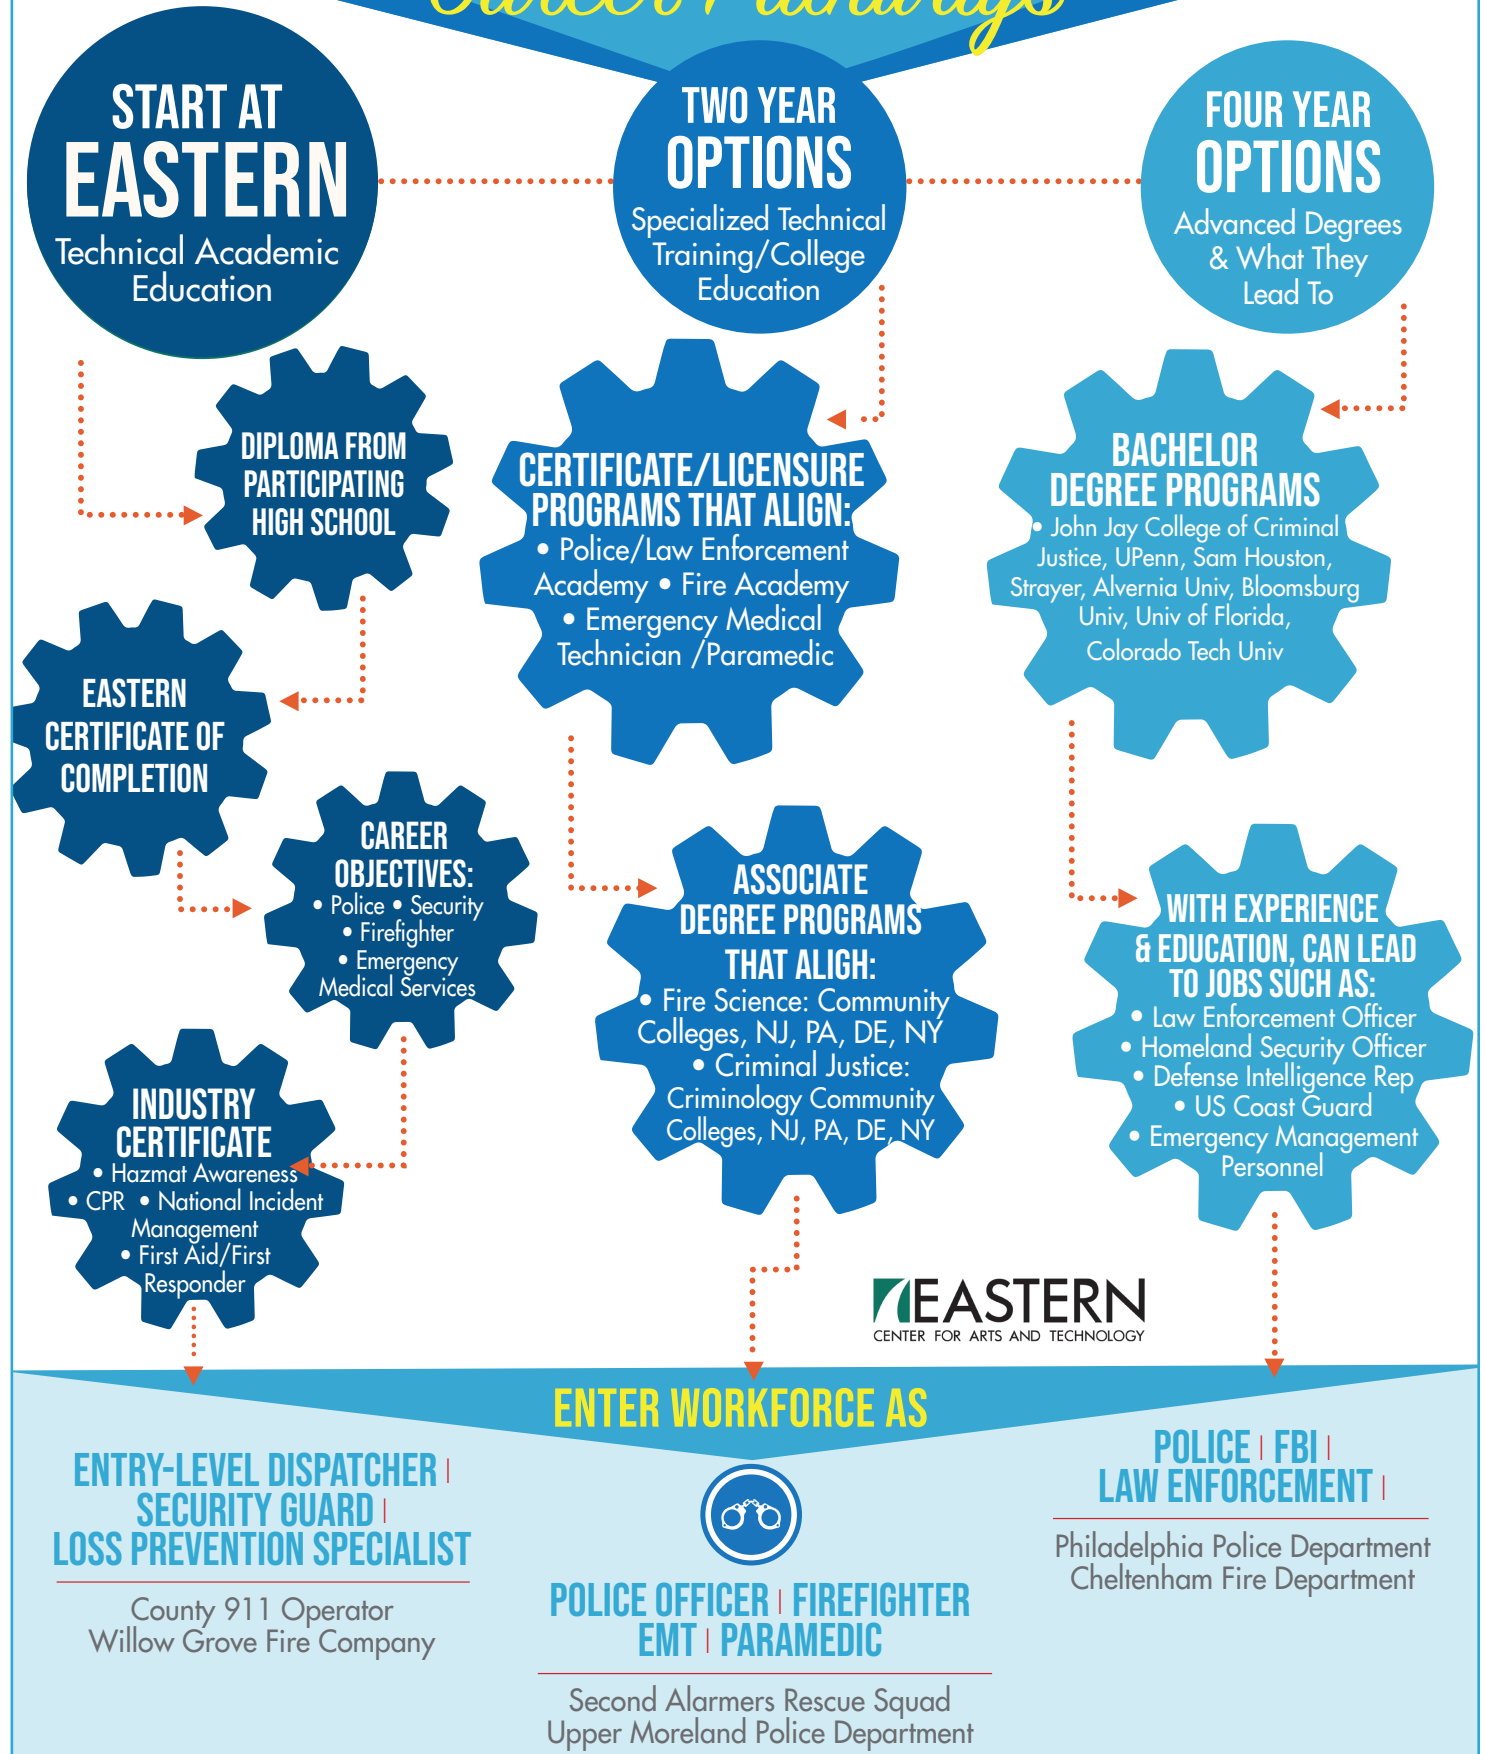 Career Pathways
START AT
EASTERN
Technical Academic
Education
TWO YEAR
OPTIONS
Specialized Technical
Training/College
Education
FOUR YEAR
OPTIONS
Advanced Degrees
& What They
Lead To
DIPLOMA FROM
PARTICIPATING
HIGH SCHOOL
EASTERN
CERTIFICATE OF
COMPLETION
CAREER
OBJECTIVES:
• Police • Security
• Firefighter
• Emergency
Medical Services
INDUSTRY
CERTIFICATE
• Hazmat Awareness
• CPR • National Incident
Management
• First Aid/First
Responder
CERTIFICATE/LICENSURE
PROGRAMS THAT ALIGN:
• Police/Law Enforcement
Academy • Fire Academy
• Emergency Medical
Technician /Paramedic
ASSOCIATE
DEGREE PROGRAMS
THAT ALIGH:
• Fire Science: Community
Colleges, NJ, PA, DE, NY
• Criminal Justice:
Criminology Community
Colleges, NJ, PA, DE, NY
BACHELOR
DEGREE PROGRAMS
• John Jay College of Criminal
Justice, UPenn, Sam Houston,
Strayer, Alvernia Univ, Bloomsburg
Univ, Univ of Florida,
Colorado Tech Univ
WITH EXPERIENCE
& EDUCATION, CAN LEAD
TO JOBS SUCH AS:
• Law Enforcement Officer
• Homeland Security Officer
• Defense Intelligence Rep
• US Coast Guard
• Emergency Management
Personnel
EASTERN
CENTER FOR ARTS AND TECHNOLOGY
ENTER WORKFORCE AS
ENTRY-LEVEL DISPATCHER |
SECURITY GUARD |
LOSS PREVENTION SPECIALIST
County 911 Operator
Willow Grove Fire Company
POLICE OFFICER | FIREFIGHTER
EMT | PARAMEDIC
Second Alarmers Rescue Squad
Upper Moreland Police Department
POLICE | FBI |
LAW ENFORCEMENT |
Philadelphia Police Department
Cheltenham Fire Department